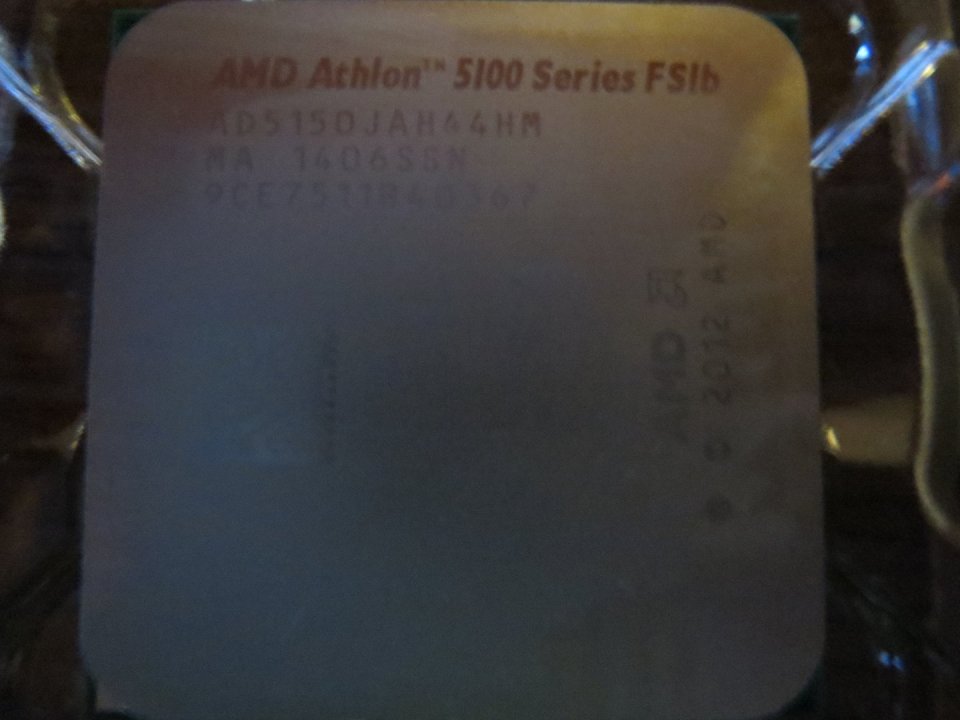 AMD Athlon™ 5100 Series FS1b
AD5150JAH44HM
MA 1406SSN
AMD
© 2012 AMD